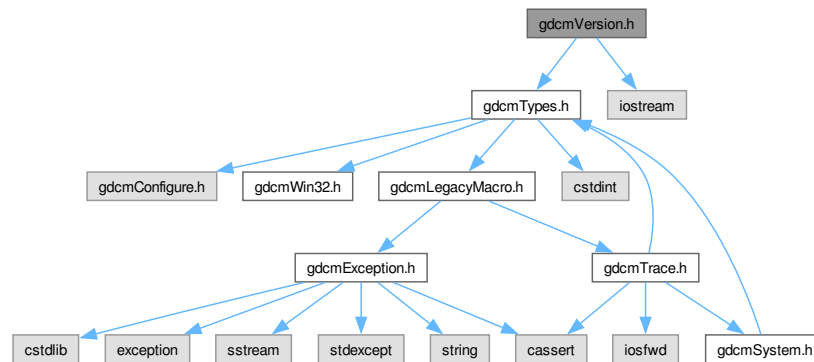 gdcmVersion.h
gdcmTypes.h
iostream
gdcmConfigure.h
gdcmWin32.h
gdcmLegacyMacro.h
cstdint
gdcmException.h
gdcmTrace.h
cstdlib
exception
sstream
stdexcept
string
cassert
iosfwd
gdcmSystem.h